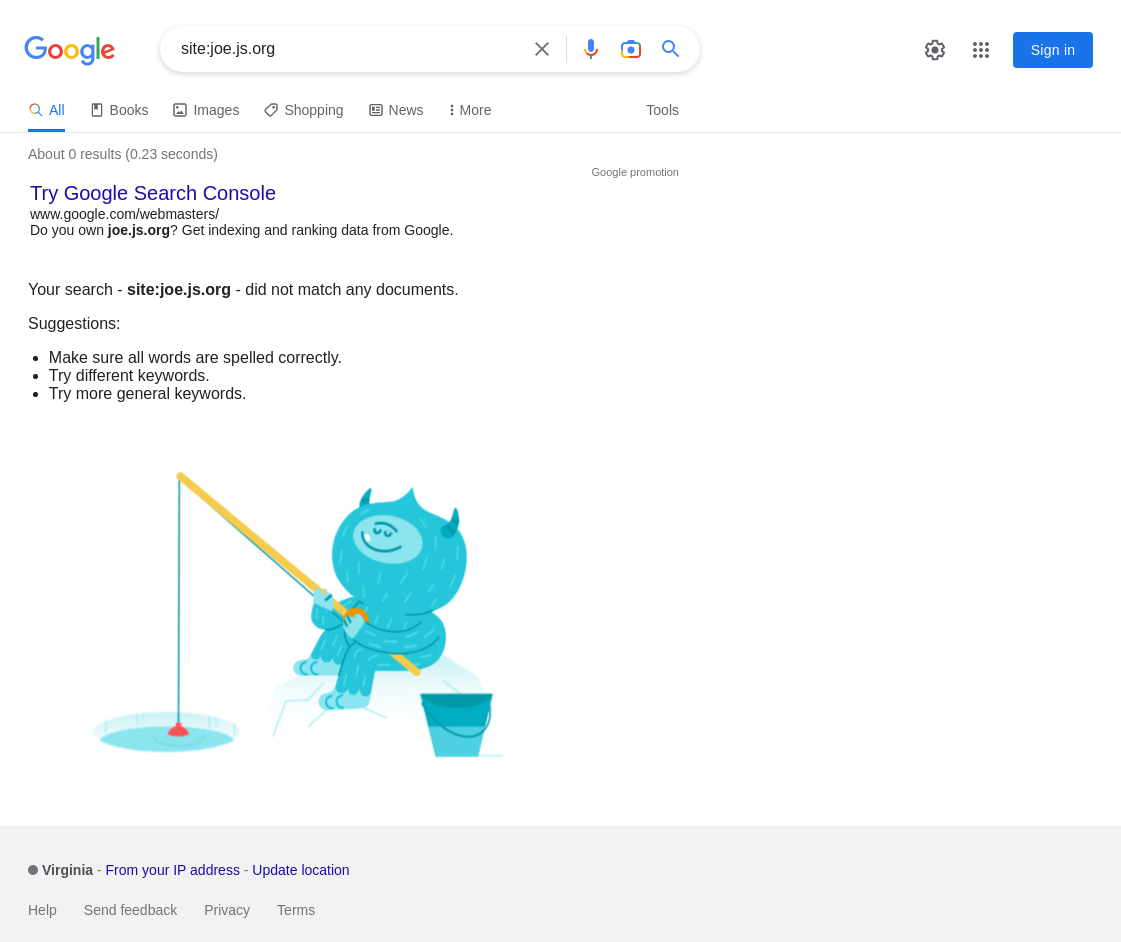 Google
site:joe.js.org
Sign in
All Books Images Shopping News More Tools
About 0 results (0.23 seconds)
Google promotion
Try Google Search Console
www.google.com/webmasters/
Do you own joe.js.org? Get indexing and ranking data from Google.
Your search - site:joe.js.org - did not match any documents.
Suggestions:
Make sure all words are spelled correctly.
Try different keywords.
Try more general keywords.
Virginia - From your IP address - Update location
Help Send feedback Privacy Terms